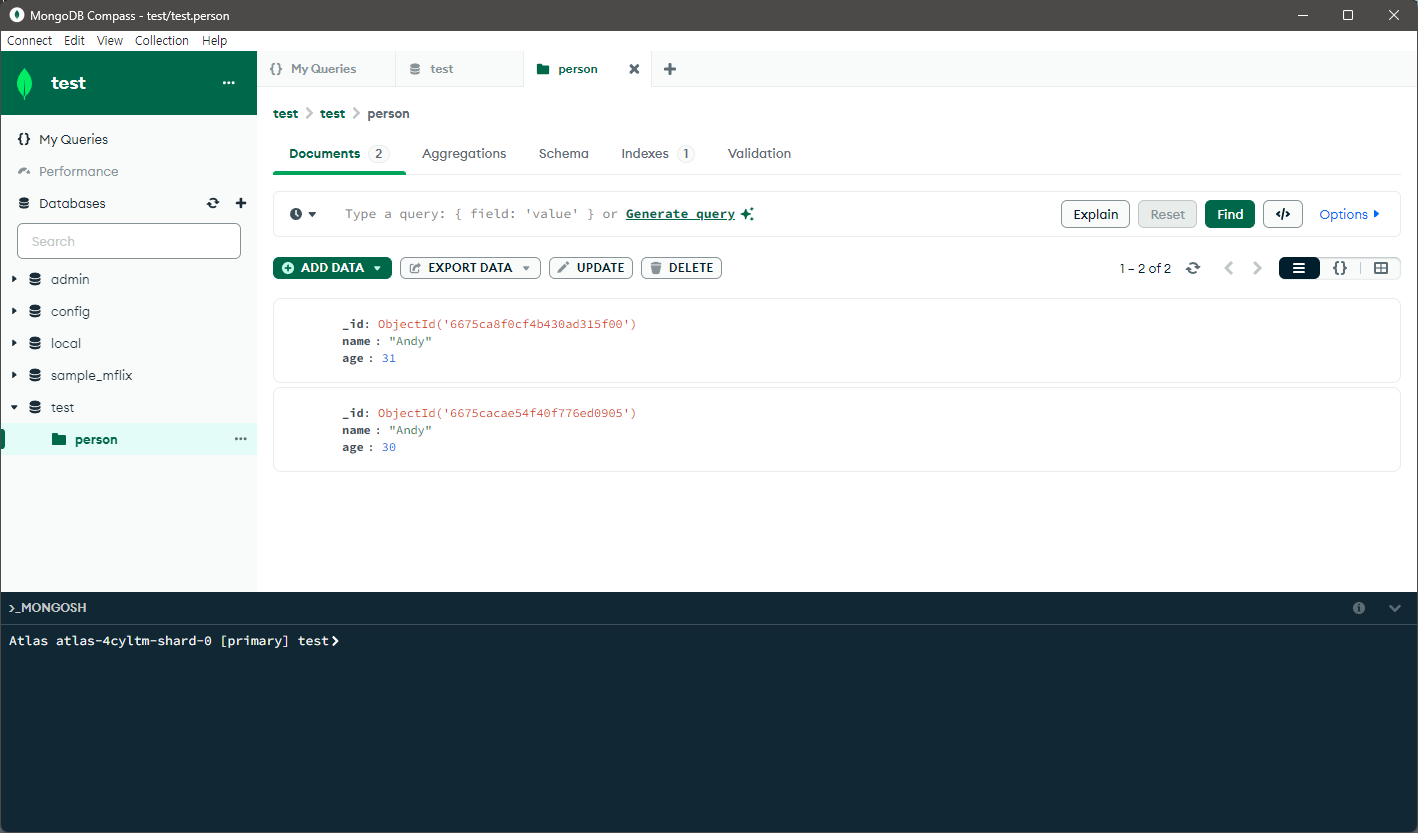 MongoDB Compass - test/test.person
Connect Edit View Collection Help
test
My Queries
Performance
Databases
Search
admin
config
local
sample_mflix
test
person
{} My Queries
test
person
test > test > person
Documents 2 Aggregations Schema Indexes 1 Validation
Type a query: { field: 'value' } or Generate query
Explain Reset Find </> Options
ADD DATA EXPORT DATA UPDATE DELETE
1 – 2 of 2
_id: ObjectId('6675ca8f0cf4b430ad315f00')
name : "Andy"
age : 31
_id: ObjectId('6675cacae54f40f776ed0905')
name : "Andy"
age : 30
>_MONGOSH
Atlas atlas-4cyltm-shard-0 [primary] test>